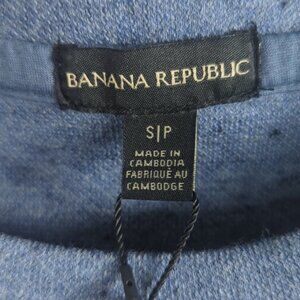 BANANA REPUBLIC
S|P
MADE IN
CAMBODIA
FABRIQUÉ AU
CAMBODGE